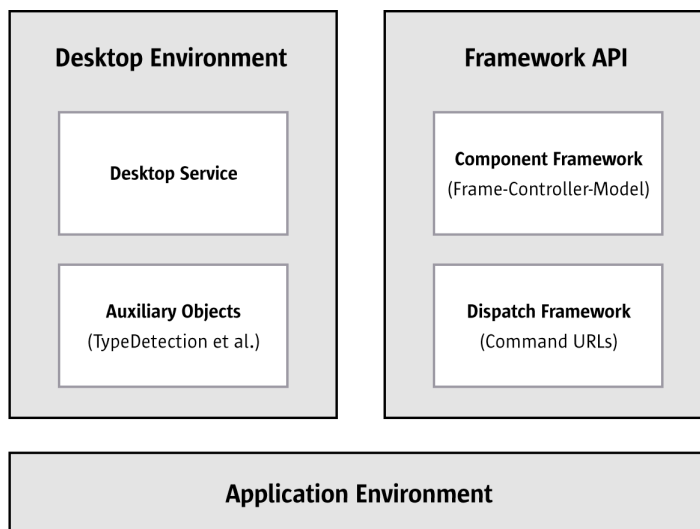 Desktop Environment
Desktop Service
Auxiliary Objects
(TypeDetection et al.)
Framework API
Component Framework
(Frame-Controller-Model)
Dispatch Framework
(Command URLs)
Application Environment